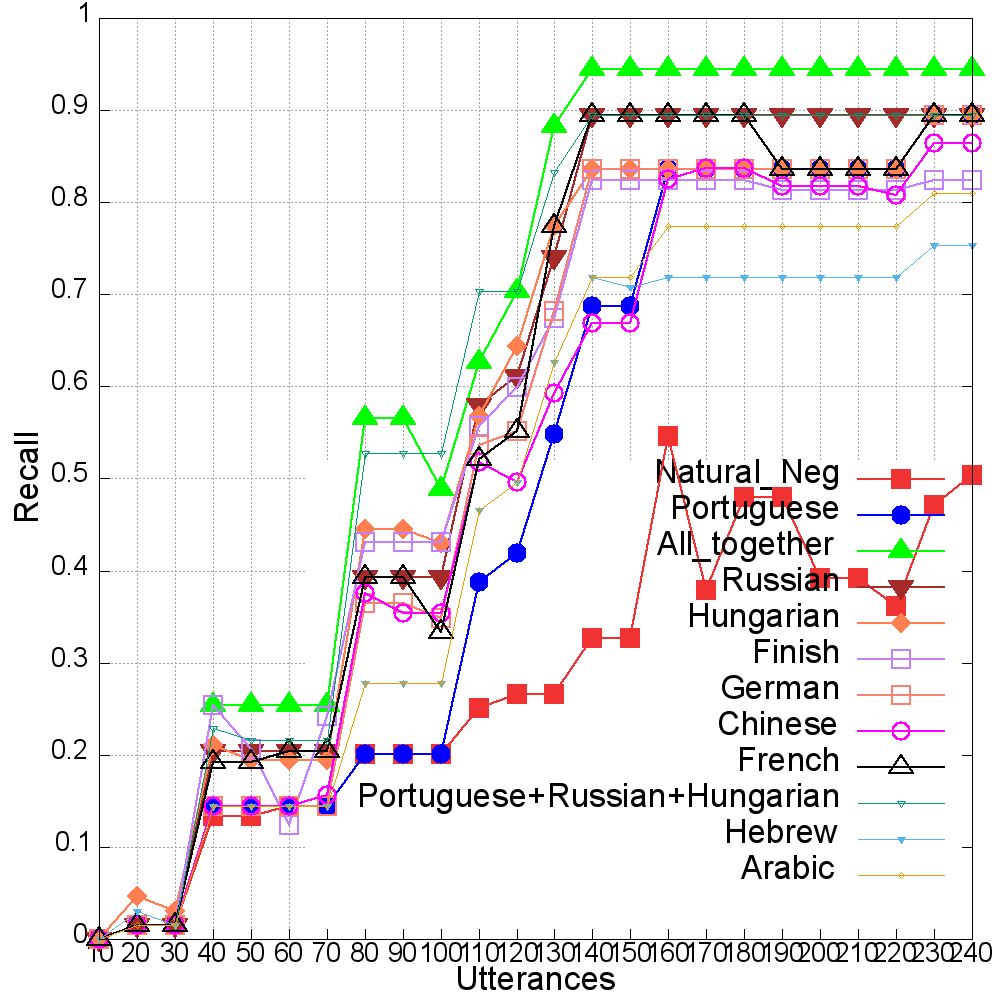 1
0.9
0.8
0.7
0.6
0.5
0.4
0.3
0.2
0.1
0
Recall
Natural_Neg
Portuguese
All_together
Russian
Hungarian
Finish
German
Chinese
French
Portuguese+Russian+Hungarian
Hebrew
Arabic
10 20 30 40 50 60 70 80 90 100 110 120 130 140 150 160 170 180 190 200 210 220 230 240
Utterances